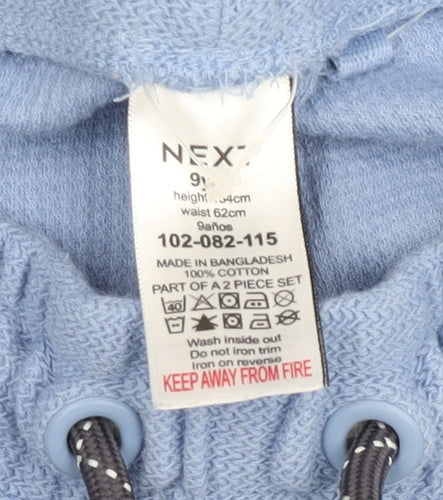 NEXT
height
waist 62cm
9años
102-082-115
MADE IN BANGLADESH
100% COTTON
PART OF A 2 PIECE SET
40
Wash inside out
Do not iron trim
Iron on reverse
KEEP AWAY FROM FIRE